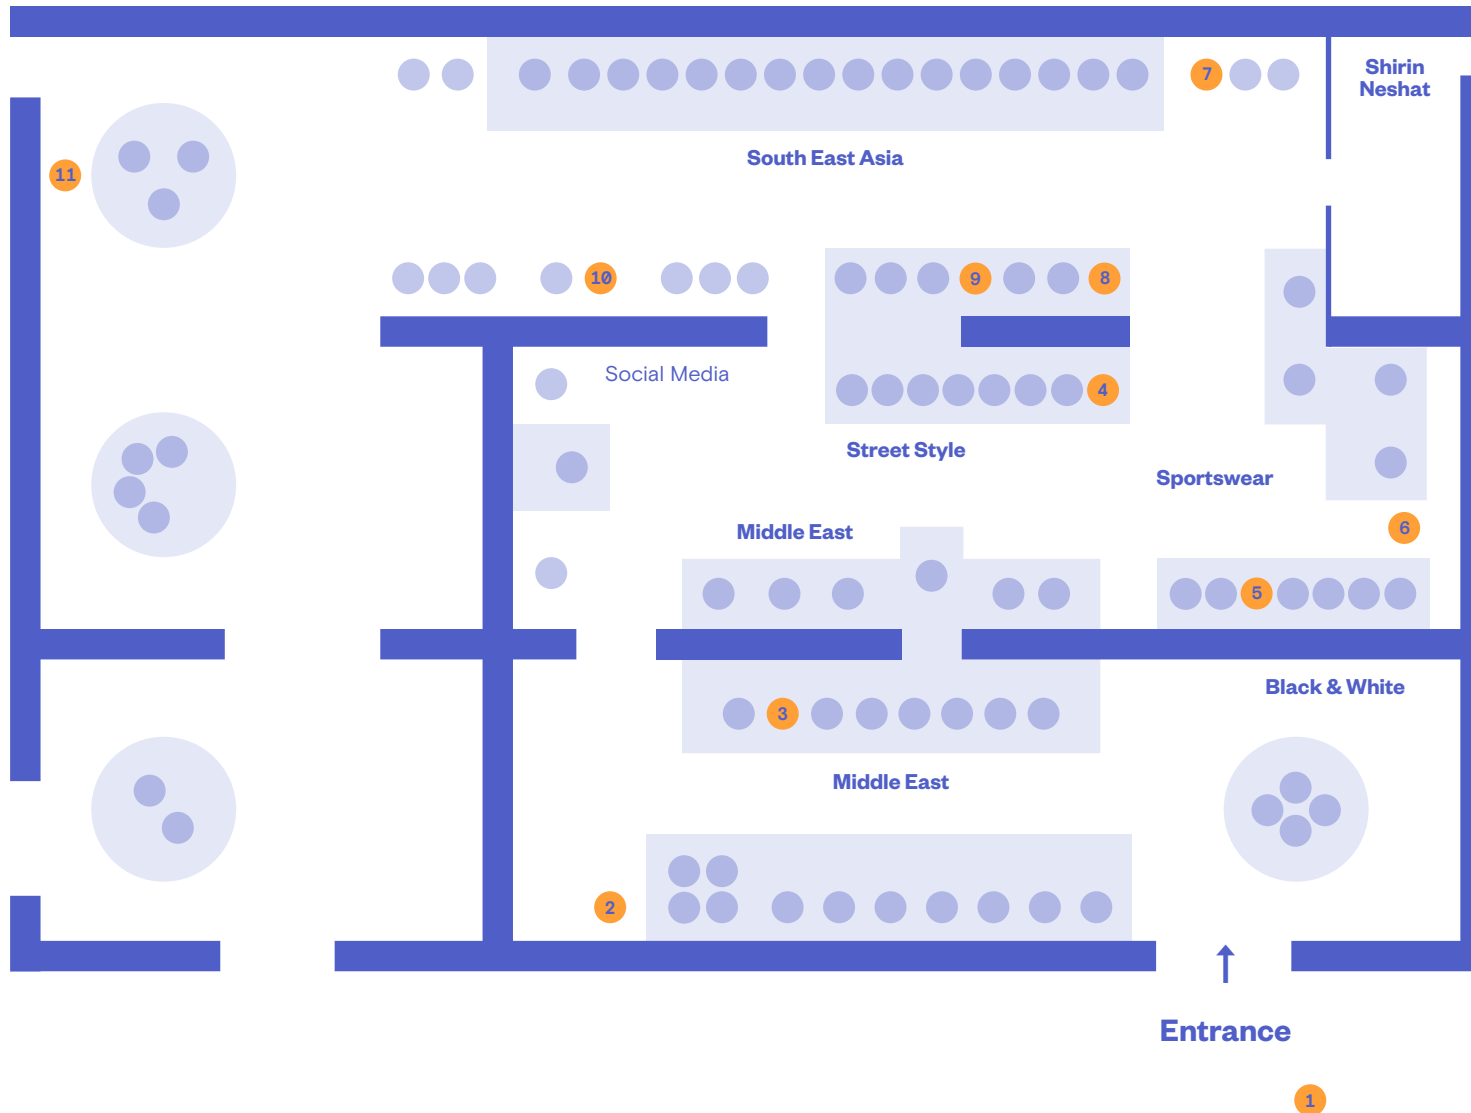 7
Shirin
Neshat
South East Asia
11
10
9
8
Social Media
4
Street Style
Sportswear
Middle East
6
5
Black & White
3
Middle East
2
Entrance
1